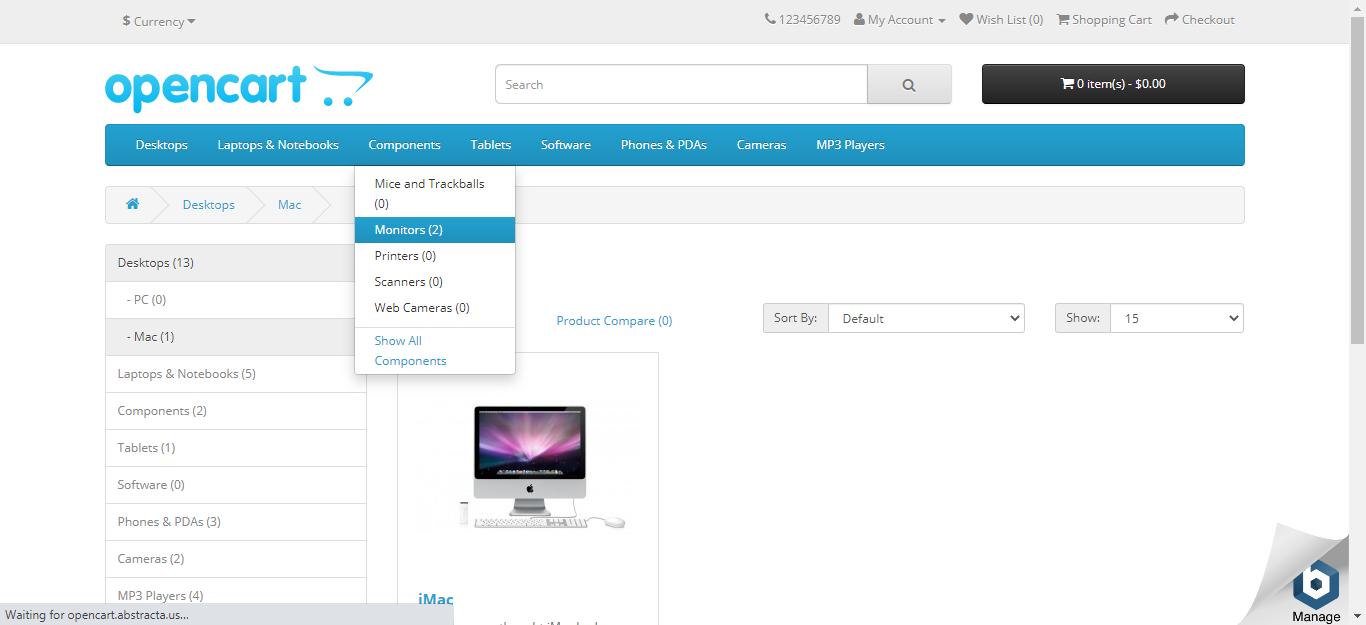 $ Currency
123456789 My Account Wish List (0) Shopping Cart Checkout
opencart
Search
0 item(s) - $0.00
Desktops Laptops & Notebooks Components Tablets Software Phones & PDAs Cameras MP3 Players
Mice and Trackballs
(0)
Monitors (2)
Printers (0)
Scanners (0)
Web Cameras (0)
Show All
Components
Desktops Mac
Desktops (13)
- PC (0)
- Mac (1)
Laptops & Notebooks (5)
Components (2)
Tablets (1)
Software (0)
Phones & PDAs (3)
Cameras (2)
MP3 Players (4)
Product Compare (0)
Sort By: Default
Show: 15
iMac
Waiting for opencart.abstracta.us...
Manage